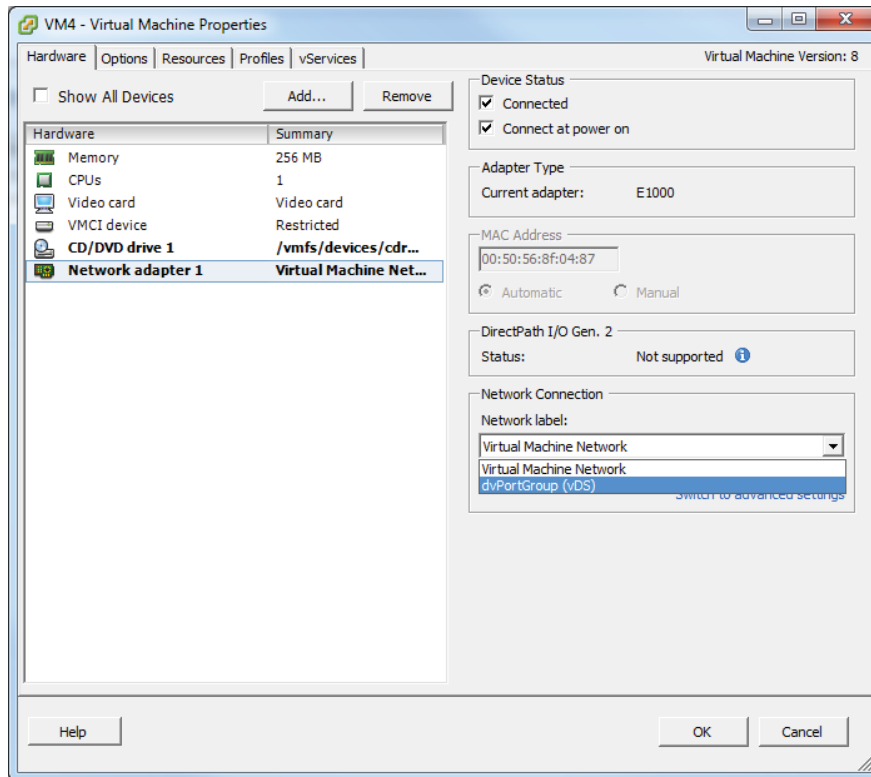 VM4 - Virtual Machine Properties
Hardware Options Resources Profiles vServices Virtual Machine Version: 8
Show All Devices Add... Remove
Hardware Summary
Memory 256 MB
CPUs 1
Video card Video card
VMCI device Restricted
CD/DVD drive 1 /vmfs/devices/cdr...
Network adapter 1 Virtual Machine Net...
Device Status
Connected
Connect at power on
Adapter Type
Current adapter: E1000
MAC Address
00:50:56:8f:04:87
Automatic Manual
DirectPath I/O Gen. 2
Status: Not supported
Network Connection
Network label:
Virtual Machine Network
Virtual Machine Network
dvPortGroup (vDS)
Switch to advanced settings
Help OK Cancel